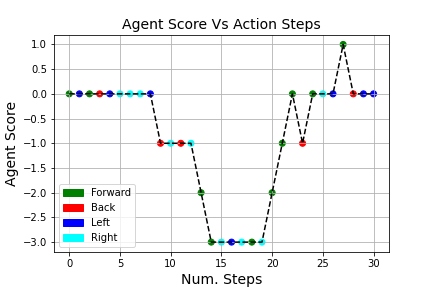 Agent Score Vs Action Steps
Agent Score
1.0
0.5
0.0
−0.5
−1.0
−1.5
−2.0
−2.5
−3.0
Forward
Back
Left
Right
0 5 10 15 20 25 30
Num. Steps